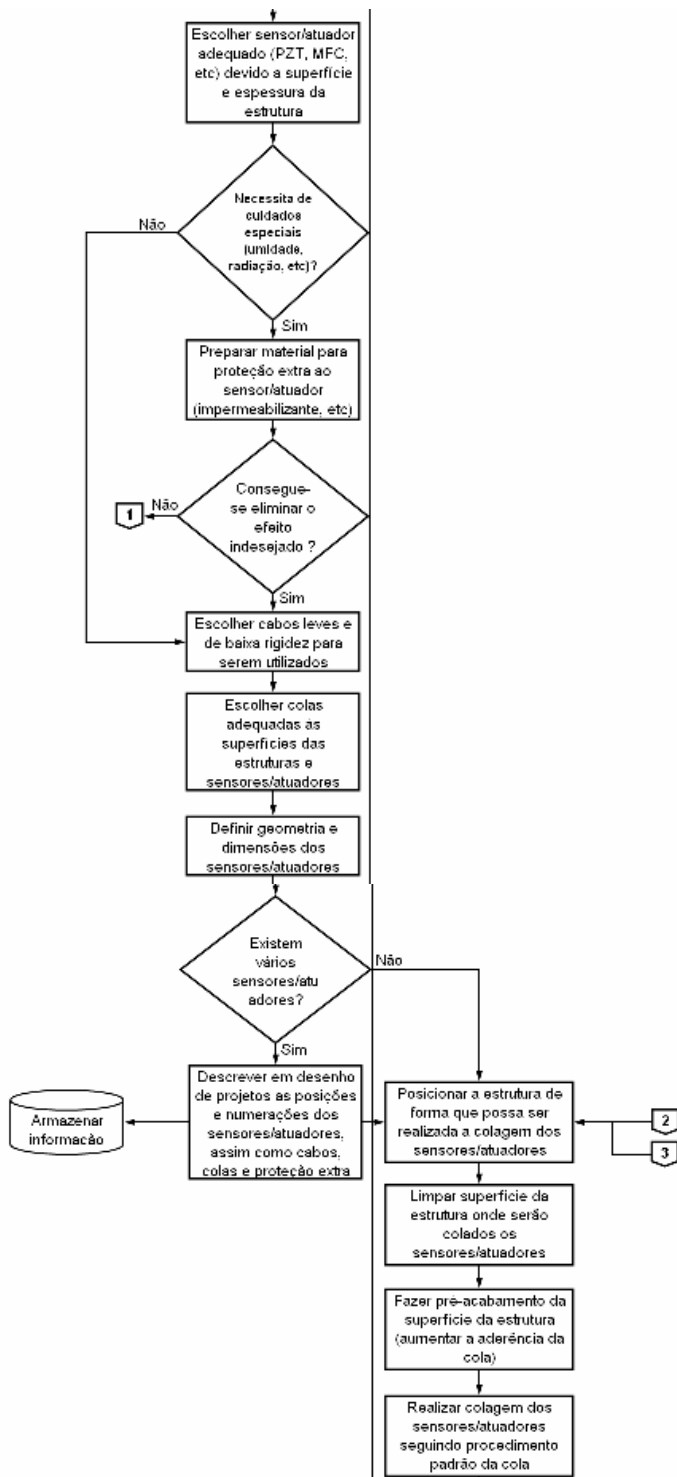 Escolher sensor/atuador
adequado (PZT, MFC,
etc) devido a superfície
e espessura da
estrutura
Necessita de
cuidados
especiais
(umidade,
radiação, etc)?
Não
Sim
Preparar material para
proteção extra ao
sensor/atuador
(impermeabilizante, etc)
Consegue-
se eliminar o
efeito
indesejado ?
Não
1
Sim
Escolher cabos leves e
de baixa rigidez para
serem utilizados
Escolher colas
adequadas às
superfícies das
estruturas e
sensores/atuadores
Definir geometria e
dimensões dos
sensores/atuadores
Existem
vários
sensores/atu
adores?
Não
Sim
Descrever em desenho
de projetos as posições
e numerações dos
sensores/atuadores,
assim como cabos,
colas e proteção extra
Armazenar
informação
Posicionar a estrutura de
forma que possa ser
realizada a colagem dos
sensores/atuadores
2
3
Limpar superfície da
estrutura onde serão
colados os
sensores/atuadores
Fazer pré-acabamento da
superfície da estrutura
(aumentar a aderência da
cola)
Realizar colagem dos
sensores/atuadores
seguindo procedimento
padrão da cola